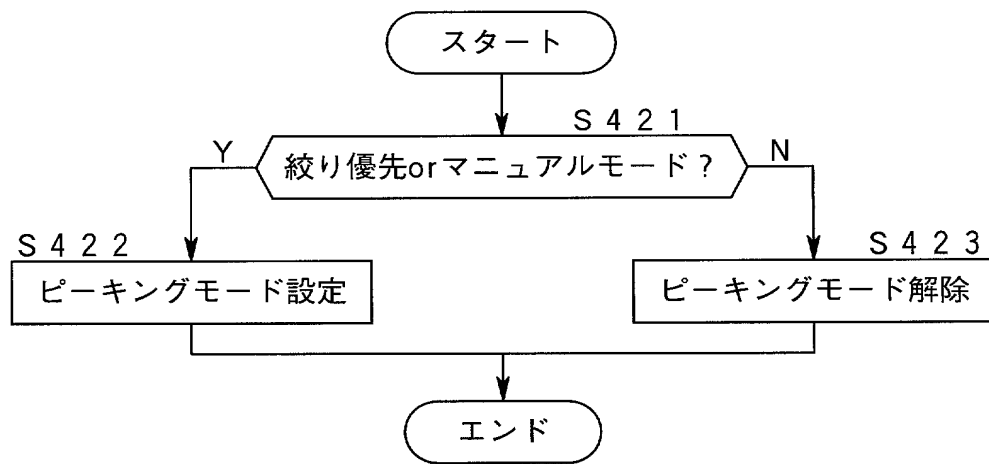 スタート
S421
Y
絞り優先orマニュアルモード?
N
S422
S423
ピーキングモード設定
ピーキングモード解除
エンド